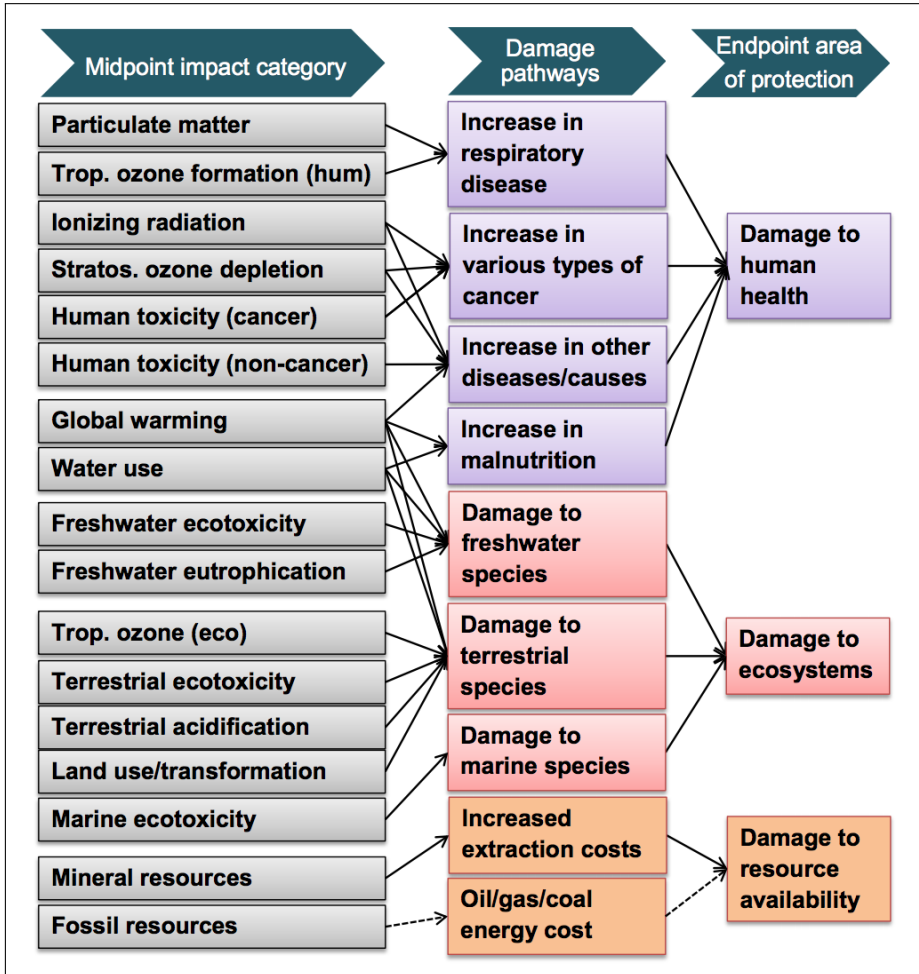 Midpoint impact category
Damage
pathways
Endpoint area
of protection
Particulate matter
Trop. ozone formation (hum)
Ionizing radiation
Stratos. ozone depletion
Human toxicity (cancer)
Human toxicity (non-cancer)
Global warming
Water use
Freshwater ecotoxicity
Freshwater eutrophication
Trop. ozone (eco)
Terrestrial ecotoxicity
Terrestrial acidification
Land use/transformation
Marine ecotoxicity
Mineral resources
Fossil resources
Increase in
respiratory
disease
Increase in
various types of
cancer
Increase in other
diseases/causes
Increase in
malnutrition
Damage to
freshwater
species
Damage to
terrestrial
species
Damage to
marine species
Increased
extraction costs
Oil/gas/coal
energy cost
Damage to
human
health
Damage to
ecosystems
Damage to
resource
availability